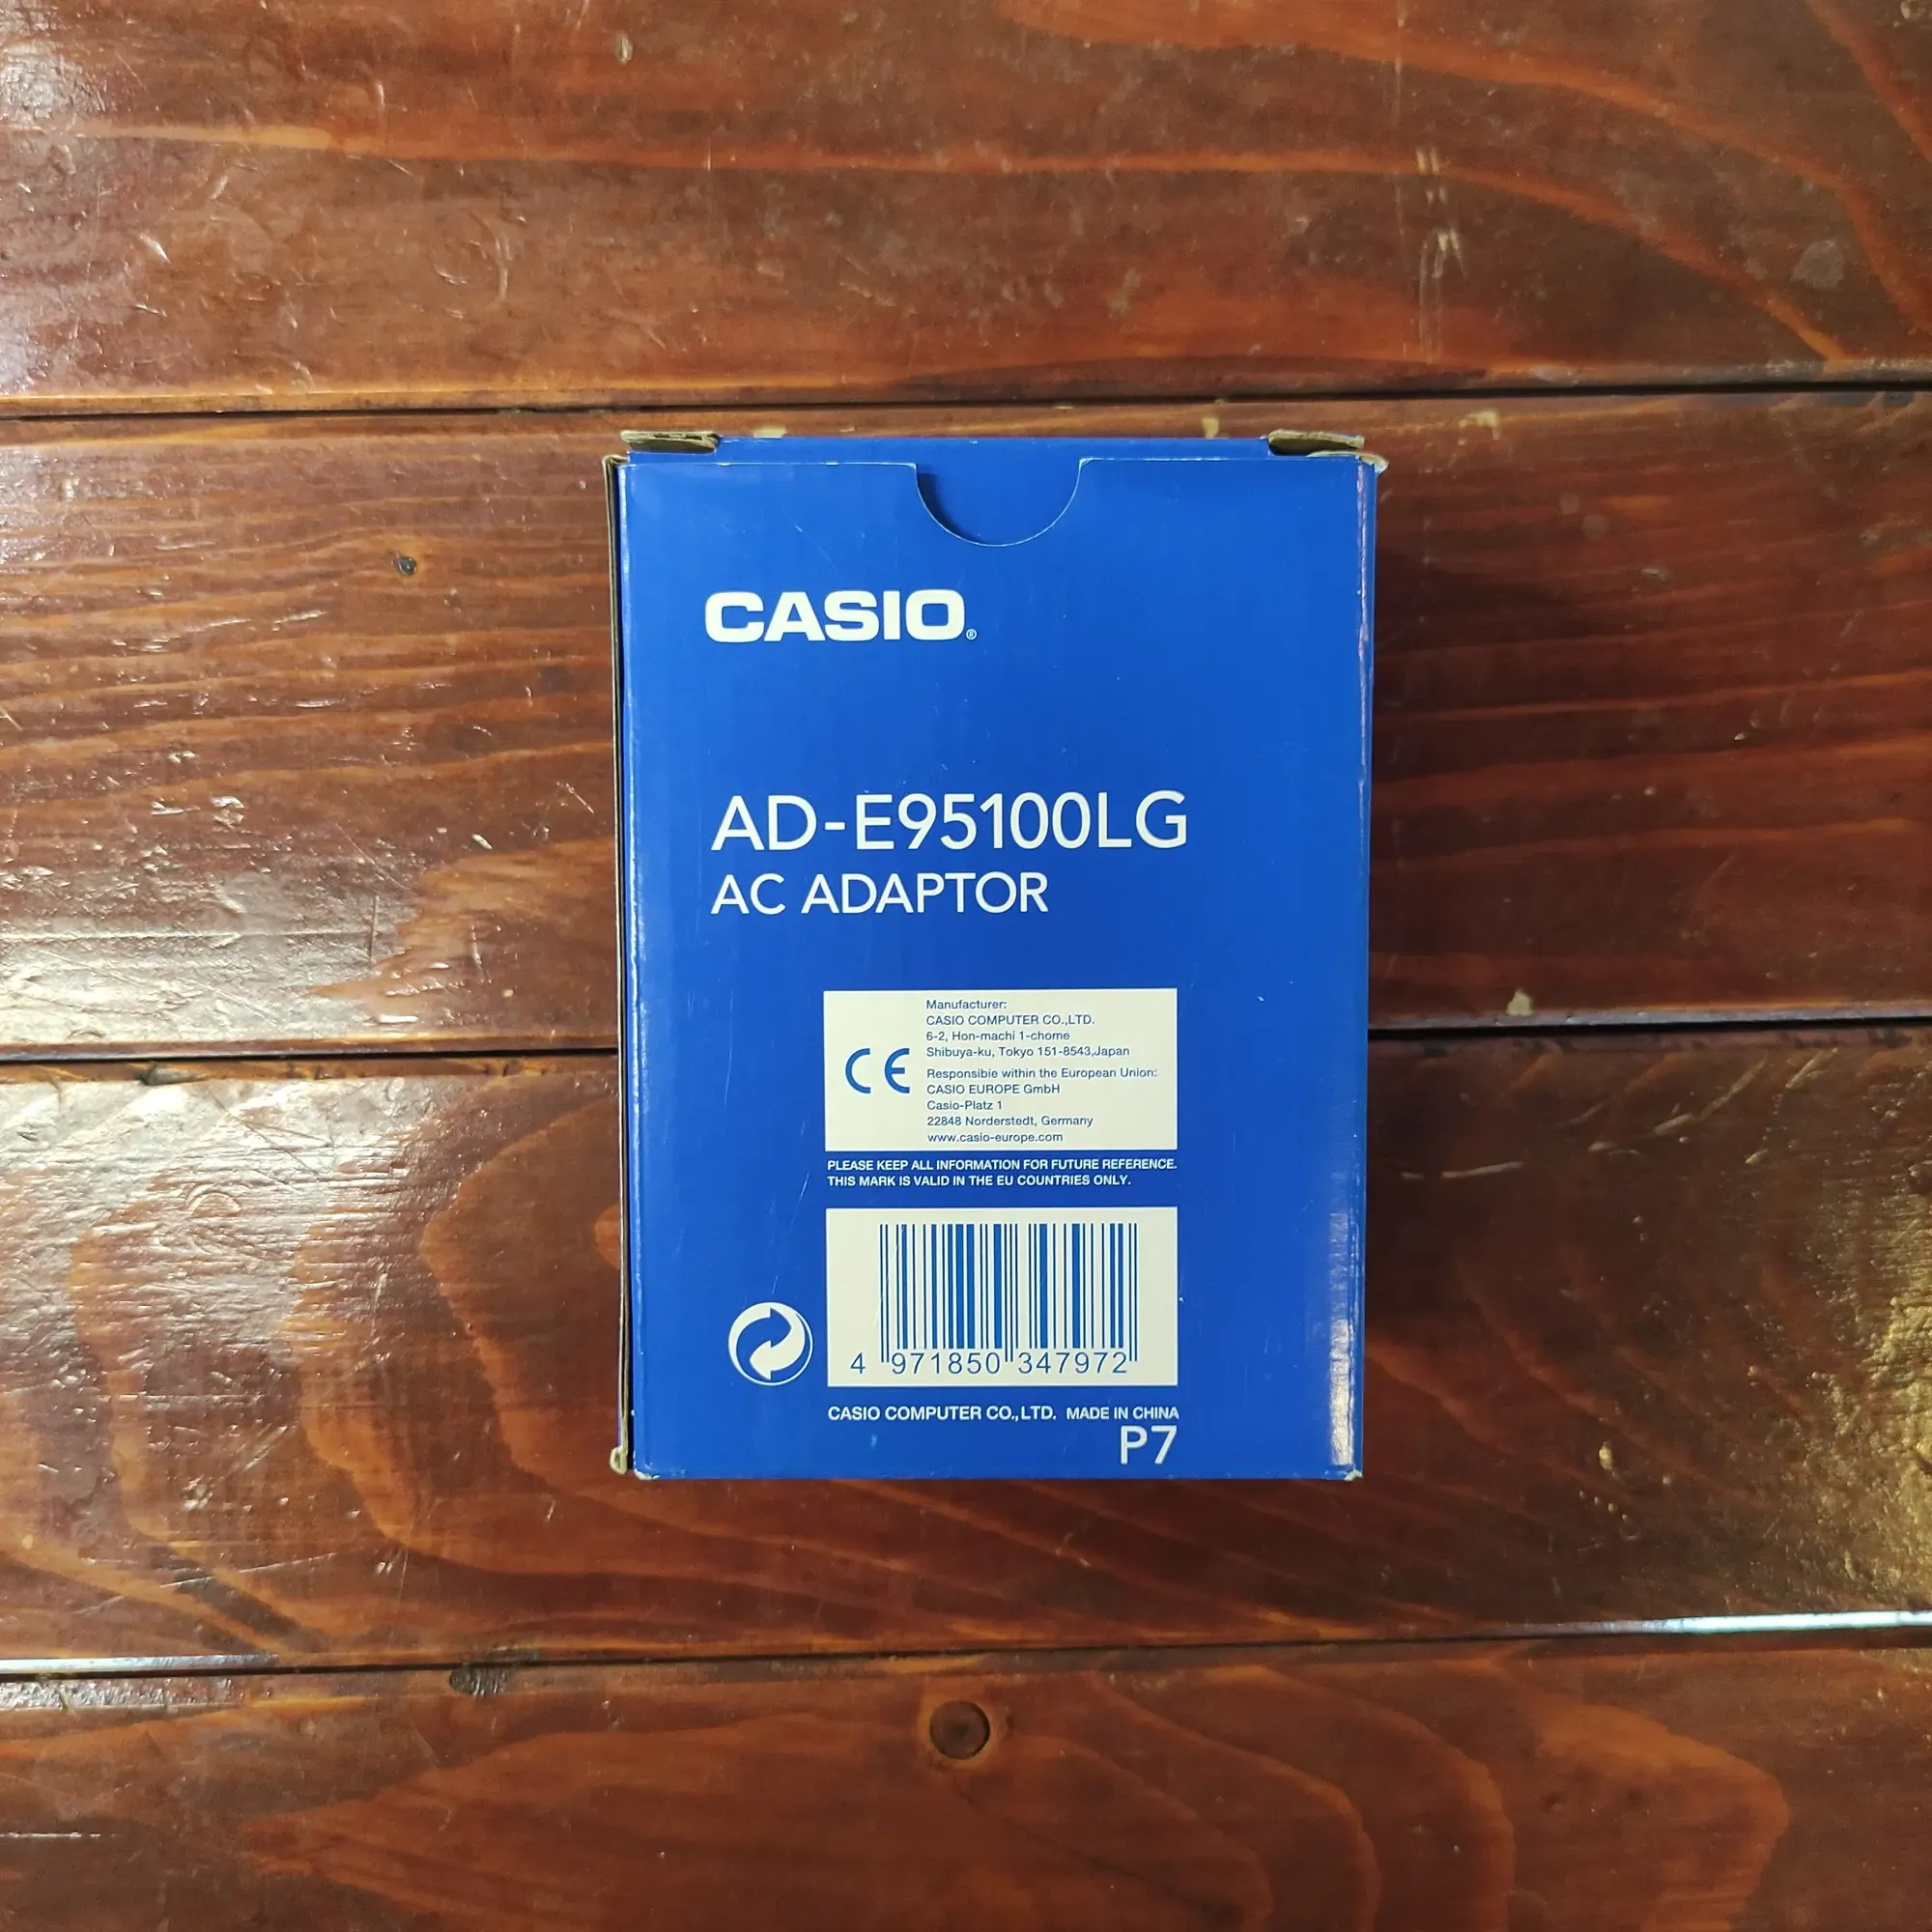 CASIO®
AD-E95100LG
AC ADAPTOR
CE
Manufacturer:
CASIO COMPUTER CO.,LTD.
6-2, Hon-machi 1-chome
Shibuya-ku, Tokyo 151-8543,Japan
Responsibie within the European Union:
CASIO EUROPE GmbH
Casio-Platz 1
22848 Norderstedt, Germany
www.casio-europe.com
PLEASE KEEP ALL INFORMATION FOR FUTURE REFERENCE.
THIS MARK IS VALID IN THE EU COUNTRIES ONLY.
4 971850 347972
CASIO COMPUTER CO.,LTD. MADE IN CHINA
P7